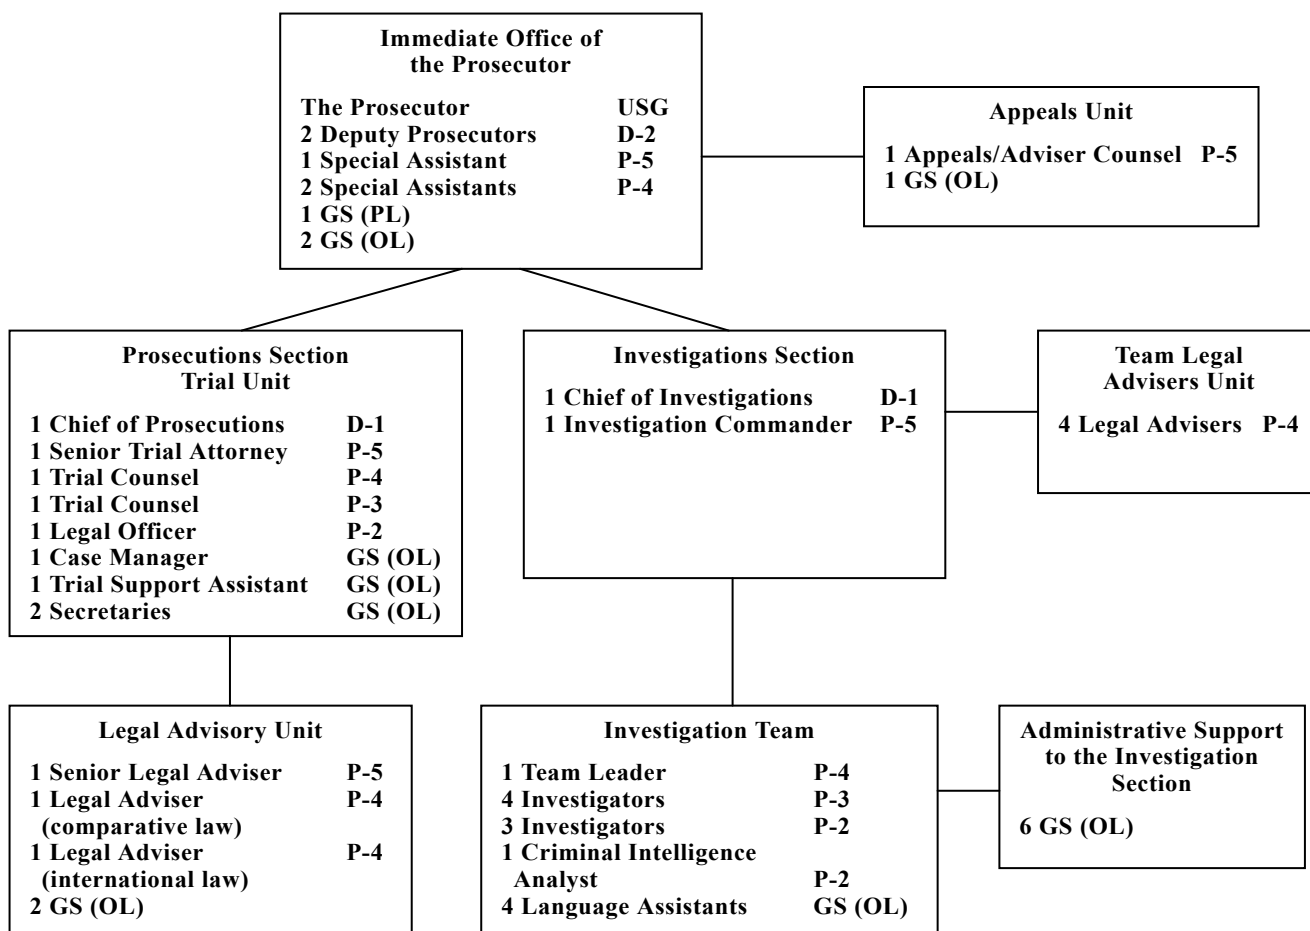 Immediate Office of
the Prosecutor
The Prosecutor USG
2 Deputy Prosecutors D-2
1 Special Assistant P-5
2 Special Assistants P-4
1 GS (PL)
2 GS (OL)
Appeals Unit
1 Appeals/Adviser Counsel P-5
1 GS (OL)
Prosecutions Section
Trial Unit
1 Chief of Prosecutions D-1
1 Senior Trial Attorney P-5
1 Trial Counsel P-4
1 Trial Counsel P-3
1 Legal Officer P-2
1 Case Manager GS (OL)
1 Trial Support Assistant GS (OL)
2 Secretaries GS (OL)
Investigations Section
1 Chief of Investigations D-1
1 Investigation Commander P-5
Team Legal
Advisers Unit
4 Legal Advisers P-4
Legal Advisory Unit
1 Senior Legal Adviser P-5
1 Legal Adviser P-4
(comparative law)
1 Legal Adviser P-4
(international law)
2 GS (OL)
Investigation Team
1 Team Leader P-4
4 Investigators P-3
3 Investigators P-2
1 Criminal Intelligence
Analyst P-2
4 Language Assistants GS (OL)
Administrative Support
to the Investigation
Section
6 GS (OL)